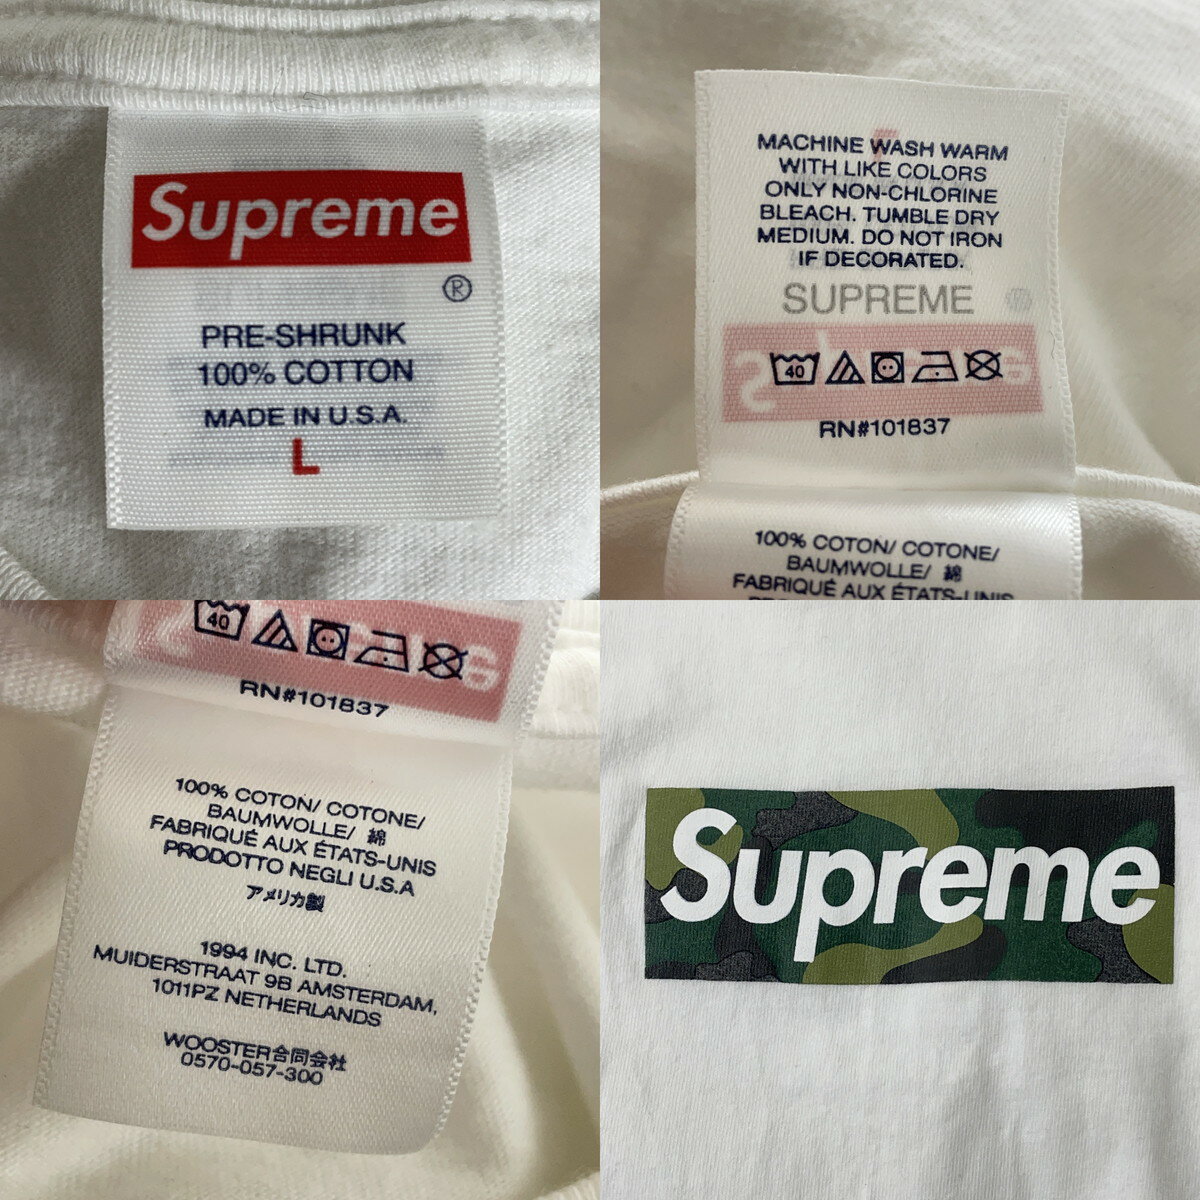 Supreme
®
PRE-SHRUNK
100% COTTON
MADE IN U.S.A.
L
MACHINE WASH WARM
WITH LIKE COLORS
ONLY NON-CHLORINE
BLEACH. TUMBLE DRY
MEDIUM. DO NOT IRON
IF DECORATED.
SUPREME
40
RN#101837
100% COTON/ COTONE/
BAUMWOLLE/ 綿
FABRIQUÉ AUX ÉTATS-UNIS
40
RN#101837
100% COTON/ COTONE/
BAUMWOLLE/ 綿
FABRIQUÉ AUX ÉTATS-UNIS
PRODOTTO NEGLI U.S.A
アメリカ製
1994 INC. LTD.
MUIDERSTRAAT 9B AMSTERDAM,
1011PZ NETHERLANDS
WOOSTER合同会社
0570-057-300
Supreme